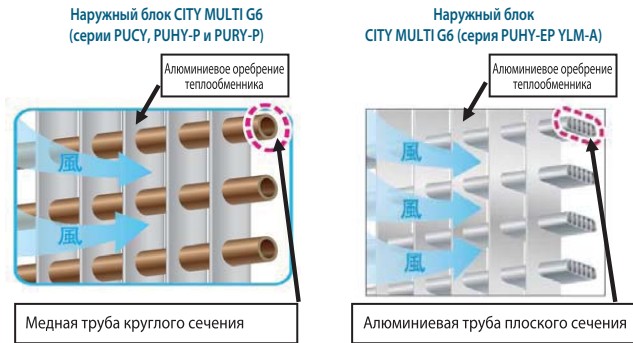 Наружный блок CITY MULTI G6
(серии PUCY, PUHY-P и PURY-P)
Алюминиевое оребрение
теплообменника
風
風
Медная труба круглого сечения
Наружный блок
CITY MULTI G6 (серия PUHY-EP YLM-A)
Алюминиевое оребрение
теплообменника
風
風
風
Алюминиевая труба плоского сечения